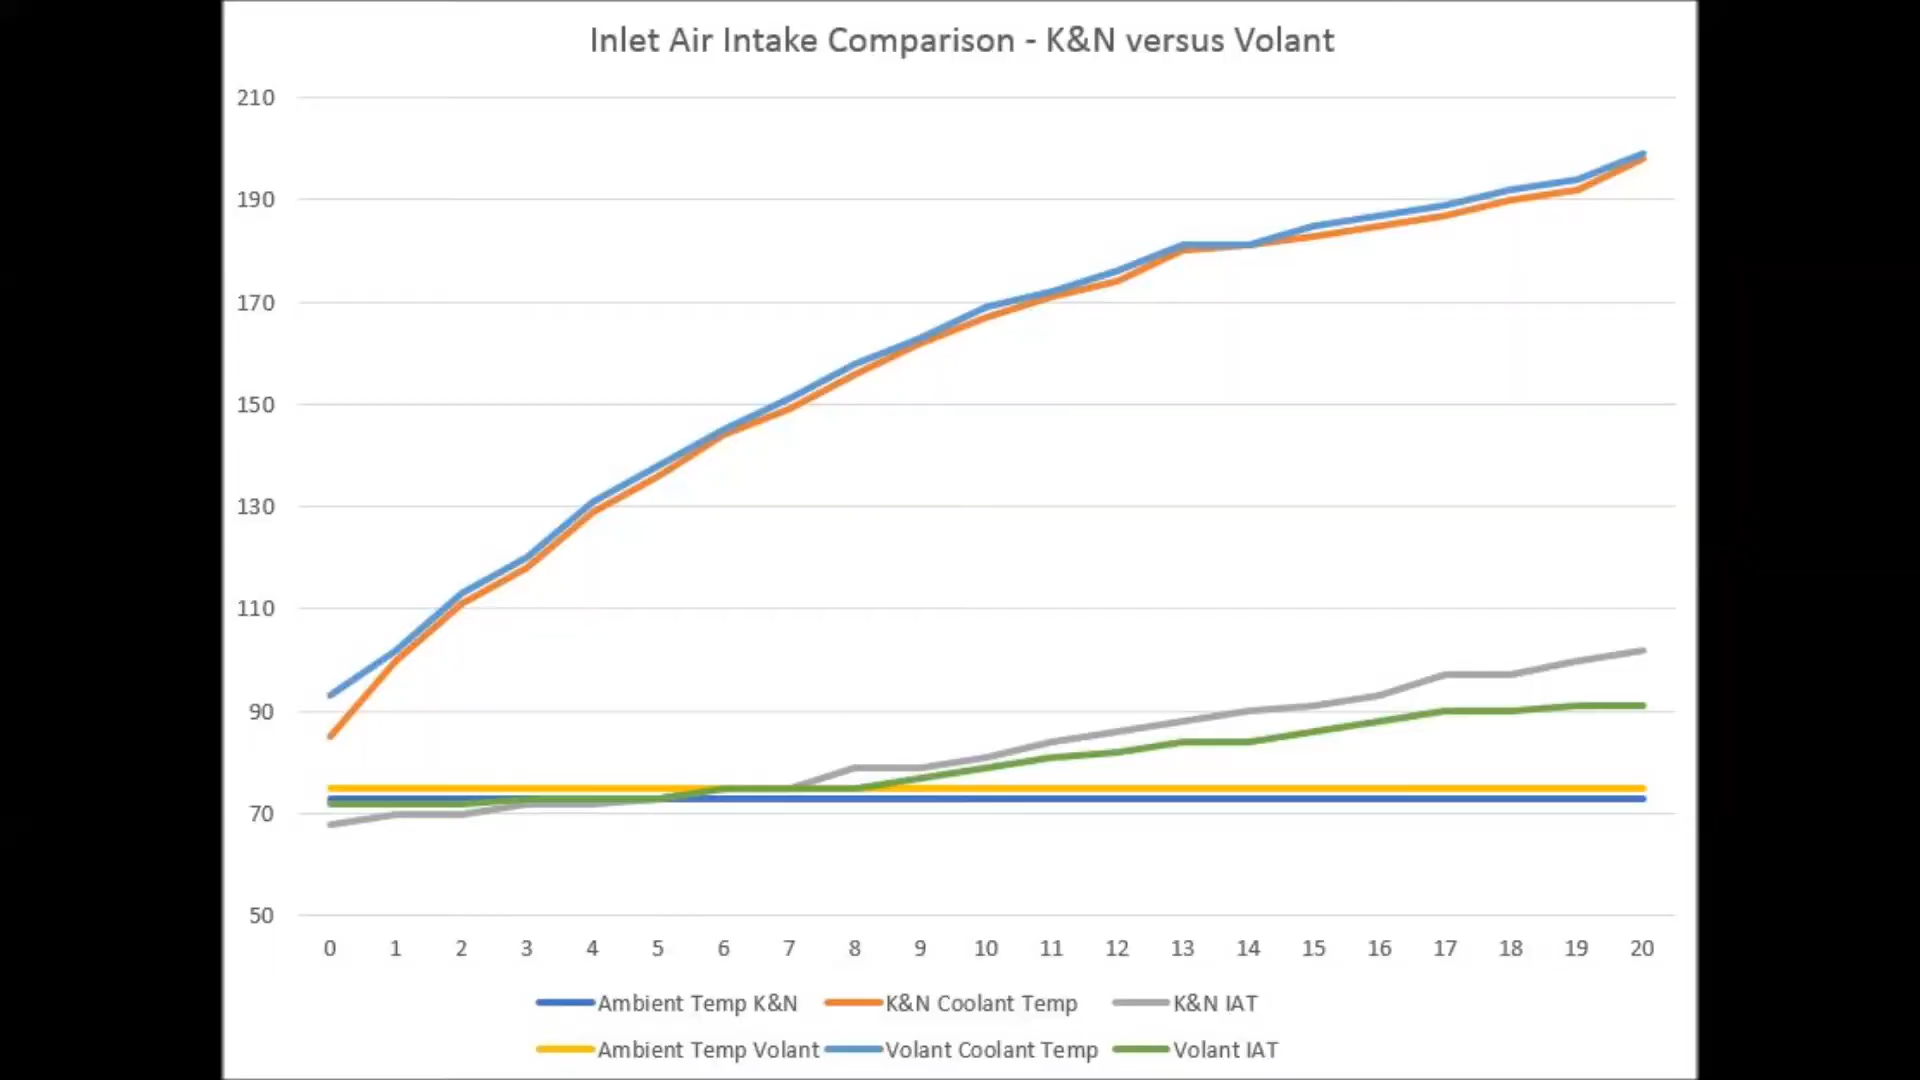 Inlet Air Intake Comparison - K&N versus Volant
210
190
170
150
130
110
90
70
50
0 1 2 3 4 5 6 7 8 9 10 11 12 13 14 15 16 17 18 19 20
Ambient Temp K&N K&N Coolant Temp K&N IAT
Ambient Temp Volant Volant Coolant Temp Volant IAT